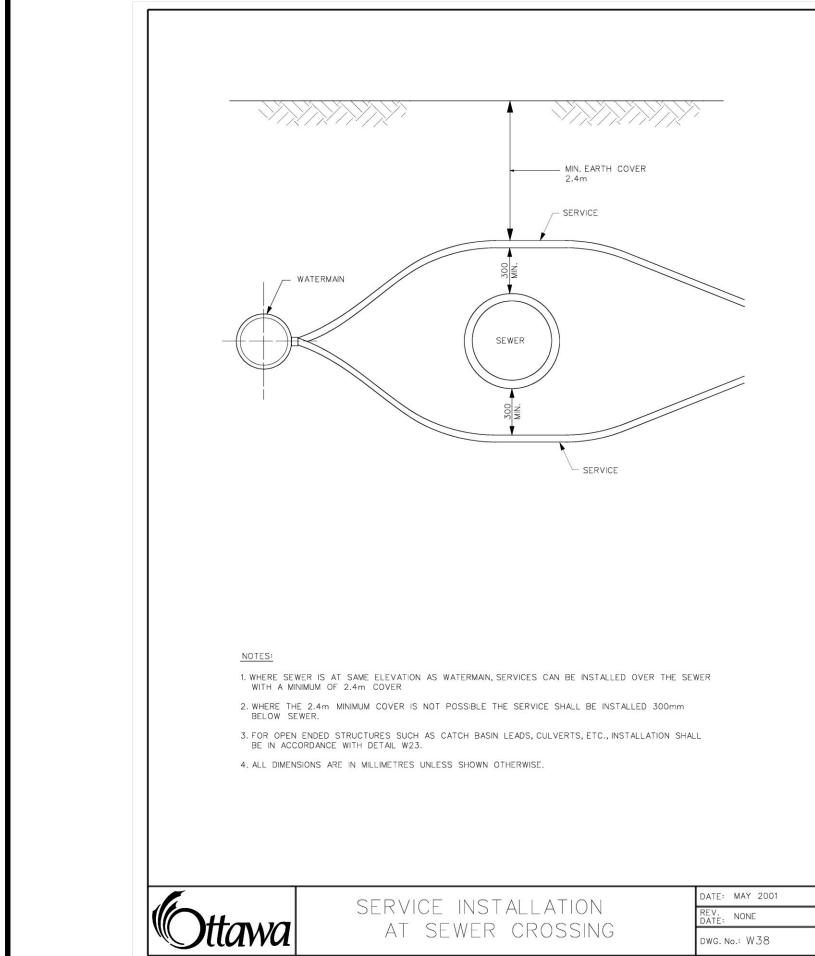 MIN. EARTH COVER
2.4m
SERVICE
300
MIN.
WATERMAIN
SEWER
300
MIN.
SERVICE
NOTES:
1. WHERE SEWER IS AT SAME ELEVATION AS WATERMAIN, SERVICES CAN BE INSTALLED OVER THE SEWER
WITH A MINIMUM OF 2.4m COVER
2. WHERE THE 2.4m MINIMUM COVER IS NOT POSSIBLE THE SERVICE SHALL BE INSTALLED 300mm
BELOW SEWER.
3. FOR OPEN ENDED STRUCTURES SUCH AS CATCH BASIN LEADS, CULVERTS, ETC., INSTALLATION SHALL
BE IN ACCORDANCE WITH DETAIL W23.
4. ALL DIMENSIONS ARE IN MILLIMETRES UNLESS SHOWN OTHERWISE.
Ottawa
SERVICE INSTALLATION
AT SEWER CROSSING
DATE: MAY 2001
REV.
DATE: NONE
DWG. No.: W38